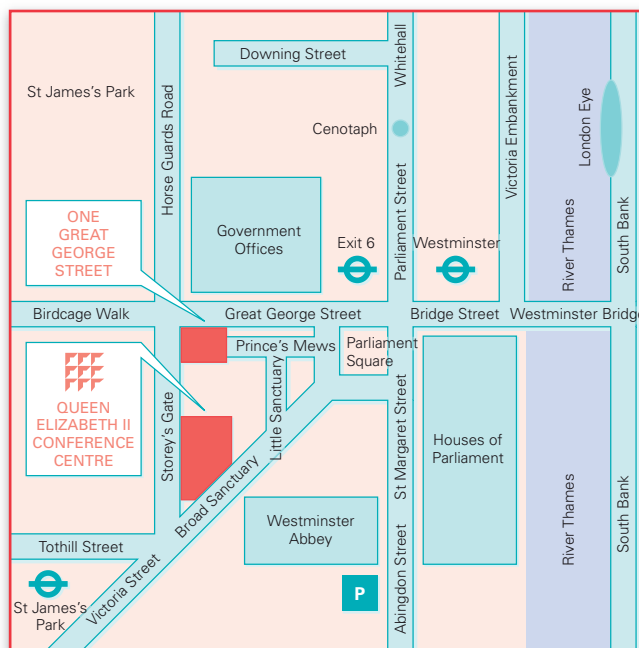 Downing Street
Whitehall
St James's Park
Horse Guards Road
Cenotaph
Victoria Embankment
London Eye
ONE
GREAT
GEORGE
STREET
Government
Offices
Exit 6
Parliament Street
Westminster
River Thames
South Bank
Birdcage Walk
Great George Street
Bridge Street
Westminster Bridge
Prince's Mews
Parliament
Square
QUEEN
ELIZABETH II
CONFERENCE
CENTRE
Storey's Gate
Little Sanctuary
St Margaret Street
Houses of
Parliament
Broad Sanctuary
Westminster
Abbey
River Thames
South Bank
Tothill Street
Victoria Street
Abingdon Street
P
St James's
Park